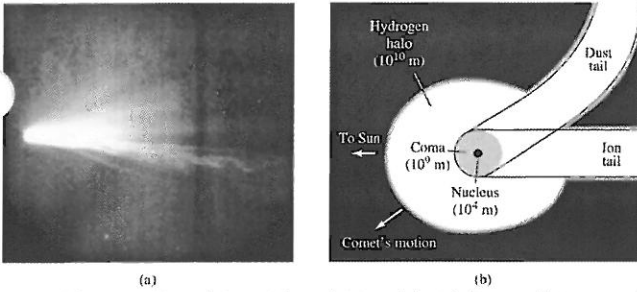 Hydrogen
halo
(10¹⁰ m)
Dust
tail
To Sun
Coma
(10⁹ m)
Ion
tail
Nucleus
(10⁴ m)
Comet's motion
(a)
(b)